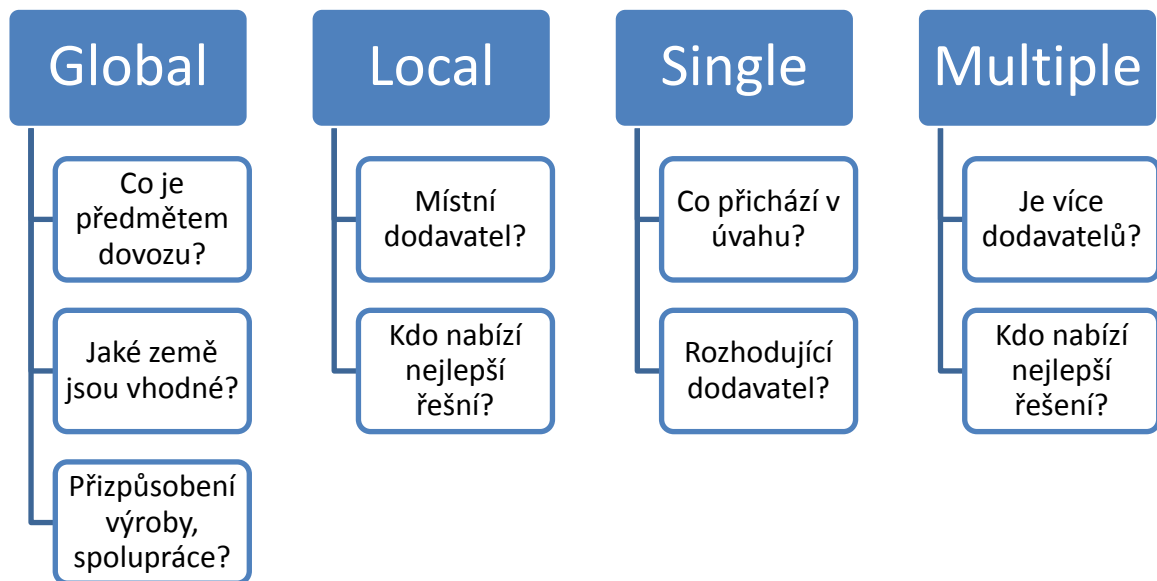 Global
Co je
předmětem
dovozu?
Jaké země
jsou vhodné?
Přizpůsobení
výroby,
spolupráce?
Local
Místní
dodavatel?
Kdo nabízí
nejlepší
řešní?
Single
Co přichází v
úvahu?
Rozhodující
dodavatel?
Multiple
Je více
dodavatelů?
Kdo nabízí
nejlepší
řešení?